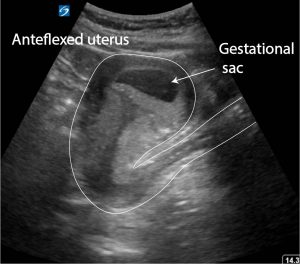 Anteflexed uterus
Gestational
sac
14.3